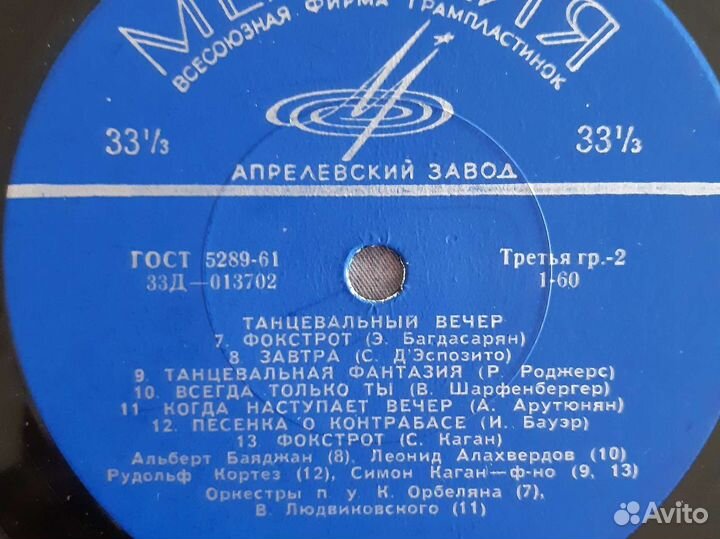 ВСЕСОЮЗНАЯ ФИРМА ГРАМПЛАСТИНОК
33⅓ 33⅓
АПРЕЛЕВСКИЙ ЗАВОД
ГОСТ 5289-61 Третья гр.-2
33Д—013702 1-60
ТАНЦЕВАЛЬНЫЙ ВЕЧЕР
7. ФОКСТРОТ (Э. Багдасарян)
8. ЗАВТРА (С. Д'Эспозито)
9. ТАНЦЕВАЛЬНАЯ ФАНТАЗИЯ (Р. Роджерс)
10. ВСЕГДА ТОЛЬКО ТЫ (В. Шарфенбергер)
11 КОГДА НАСТУПАЕТ ВЕЧЕР (А. Арутюнян)
12. ПЕСЕНКА О КОНТРАБАСЕ (И. Бауэр)
13 ФОКСТРОТ (С. Каган)
Альберт Баяджан (8), Леонид Алахвердов (10)
Рудольф Кортез (12), Симон Каган—ф-но (9, 13)
Оркестры п у К. Орбеляна (7),
В. Людвиковского (11)
Avito